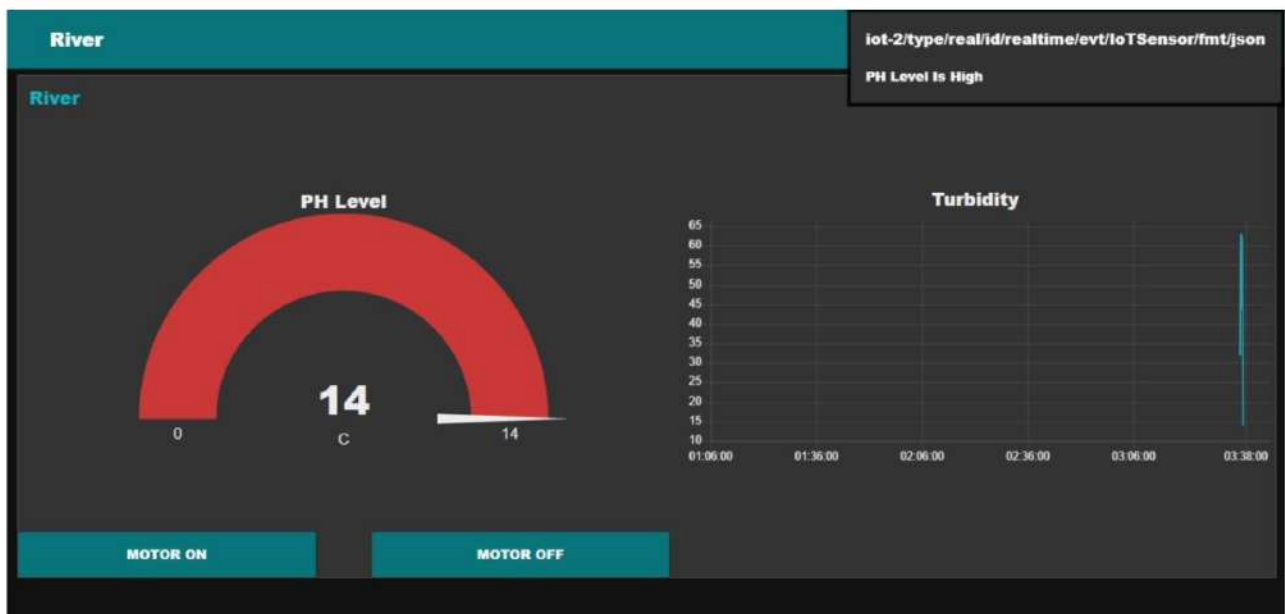 River
iot-2/type/real/id/realtime/evt/IoTSensor/fmt/json
PH Level Is High
River
PH Level
14
C
0
14
Turbidity
65
60
55
50
45
40
35
30
25
20
15
10
01:06:00 01:36:00 02:06:00 02:36:00 03:06:00 03:38:00
MOTOR ON
MOTOR OFF